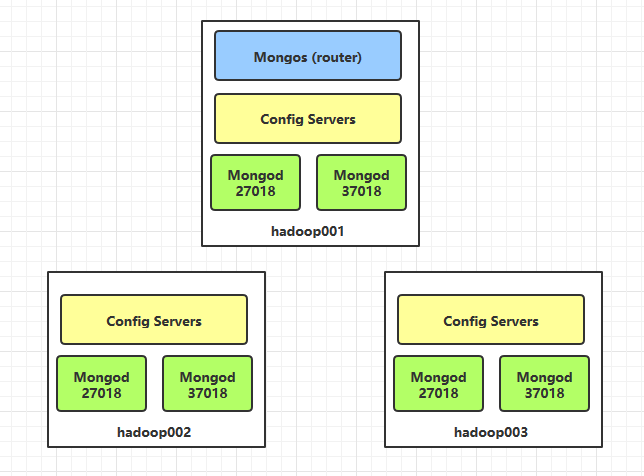 Mongos (router)
Config Servers
Mongod
27018
Mongod
37018
hadoop001
Config Servers
Mongod
27018
Mongod
37018
hadoop002
Config Servers
Mongod
27018
Mongod
37018
hadoop003